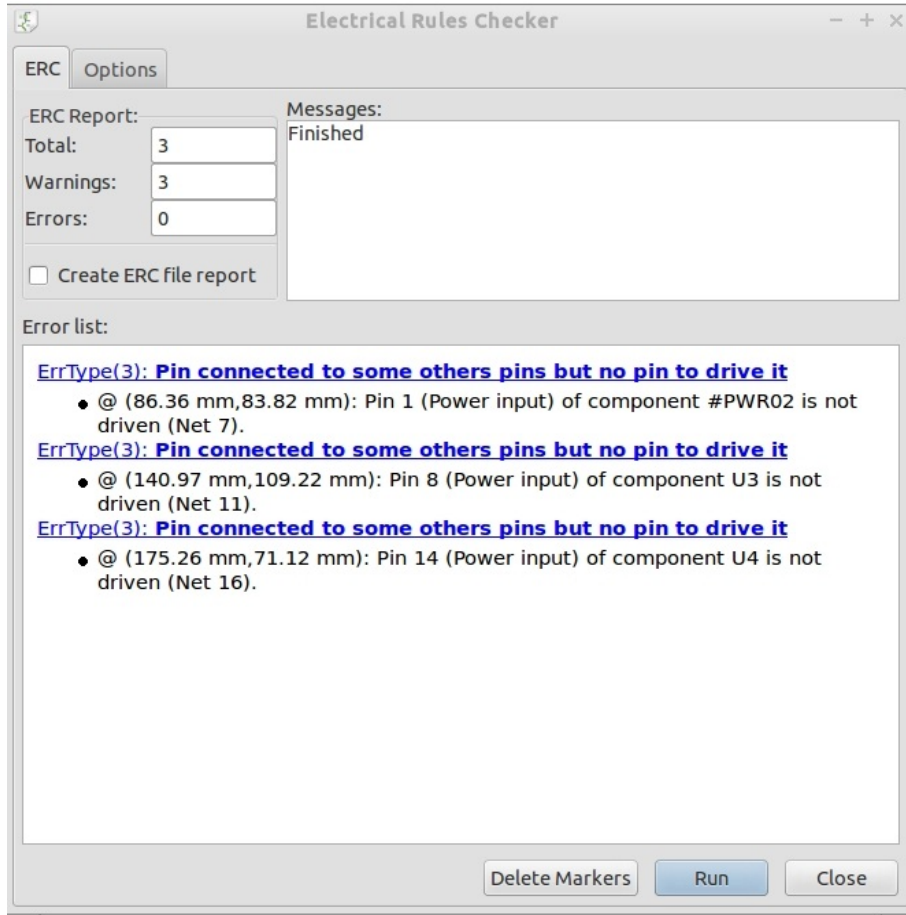 Electrical Rules Checker
ERC Options
ERC Report:
Total: 3
Warnings: 3
Errors: 0
Create ERC file report
Messages:
Finished
Error list:
ErrType(3): Pin connected to some others pins but no pin to drive it
@ (86.36 mm,83.82 mm): Pin 1 (Power input) of component #PWR02 is not
driven (Net 7).
ErrType(3): Pin connected to some others pins but no pin to drive it
@ (140.97 mm,109.22 mm): Pin 8 (Power input) of component U3 is not
driven (Net 11).
ErrType(3): Pin connected to some others pins but no pin to drive it
@ (175.26 mm,71.12 mm): Pin 14 (Power input) of component U4 is not
driven (Net 16).
Delete Markers Run Close